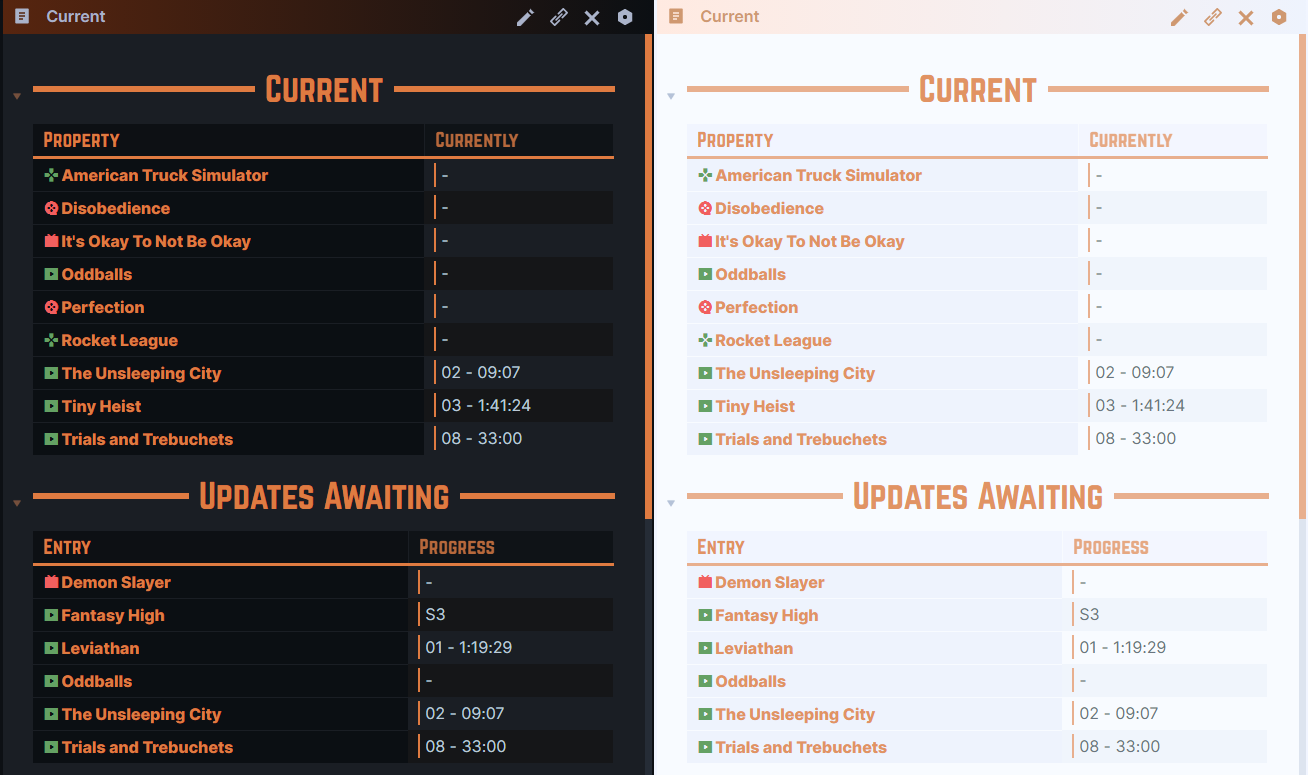 Current
Current
Property Currently
American Truck Simulator -
Disobedience -
It's Okay To Not Be Okay -
Oddballs -
Perfection -
Rocket League -
The Unsleeping City 02 - 09:07
Tiny Heist 03 - 1:41:24
Trials and Trebuchets 08 - 33:00
Updates Awaiting
Entry Progress
Demon Slayer -
Fantasy High S3
Leviathan 01 - 1:19:29
Oddballs -
The Unsleeping City 02 - 09:07
Trials and Trebuchets 08 - 33:00
Current
Current
Property Currently
American Truck Simulator -
Disobedience -
It's Okay To Not Be Okay -
Oddballs -
Perfection -
Rocket League -
The Unsleeping City 02 - 09:07
Tiny Heist 03 - 1:41:24
Trials and Trebuchets 08 - 33:00
Updates Awaiting
Entry Progress
Demon Slayer -
Fantasy High S3
Leviathan 01 - 1:19:29
Oddballs -
The Unsleeping City 02 - 09:07
Trials and Trebuchets 08 - 33:00